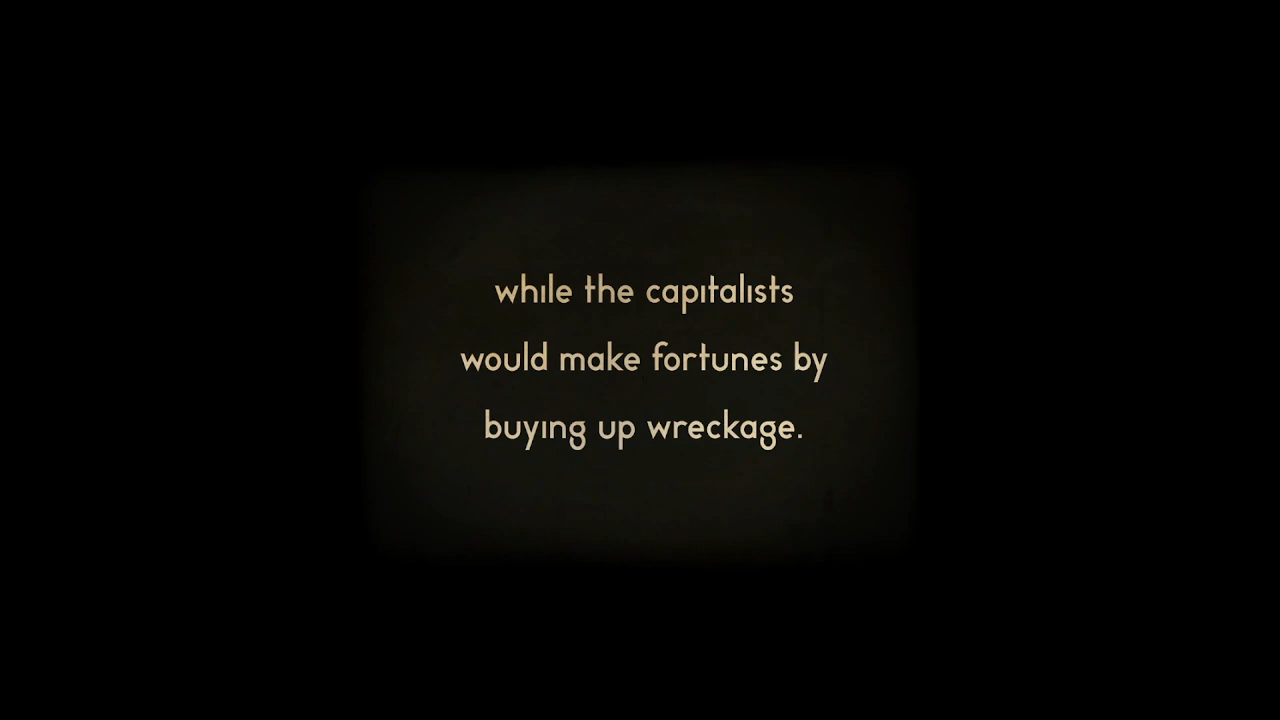 while the capitalists
would make fortunes by
buying up wreckage.